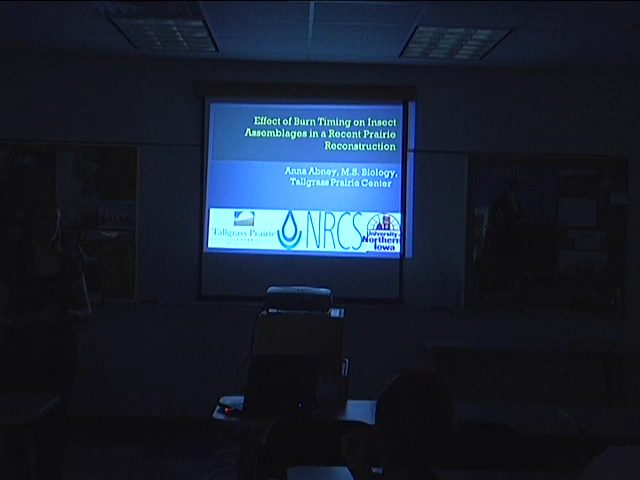 Effect of Burn Timing on Insect
Assemblages in a Recent Prairie
Reconstruction
Anna Abney, M.S. Biology,
Tallgrass Prairie Center
Tallgrass Prairie
CENTER
NRCS
University of
Northern
Iowa